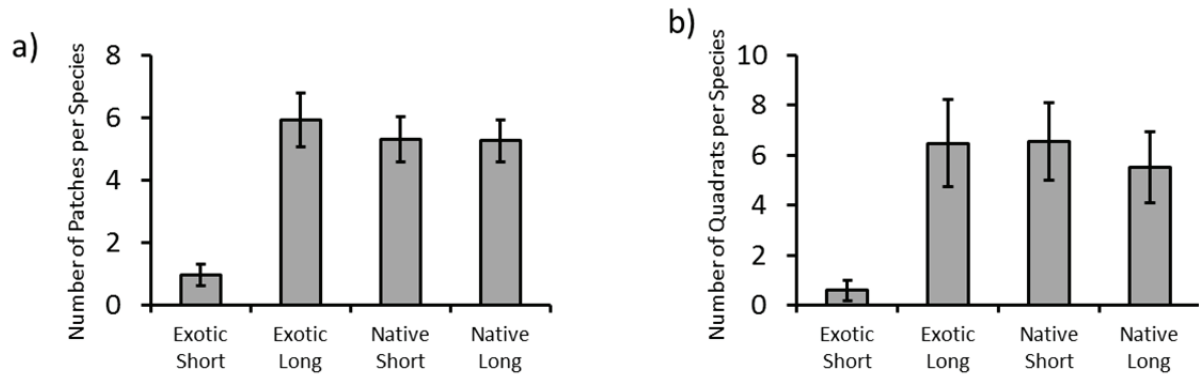 a)
Number of Patches per Species
8
6
4
2
0
Exotic Short
Exotic Long
Native Short
Native Long
b)
Number of Quadrats per Species
10
8
6
4
2
0
Exotic Short
Exotic Long
Native Short
Native Long